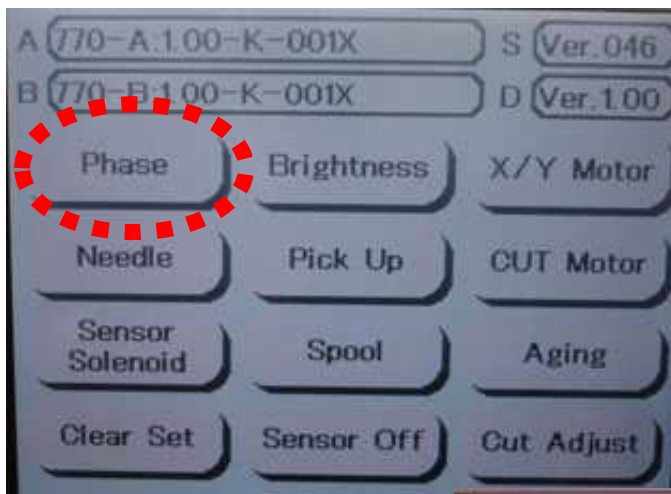 A 770-A:1.00-K-001X S Ver.046
B 770-B:1.00-K-001X D Ver.1.00
Phase Brightness X/Y Motor
Needle Pick Up CUT Motor
Sensor
Solenoid Spool Aging
Clear Set Sensor Off Cut Adjust